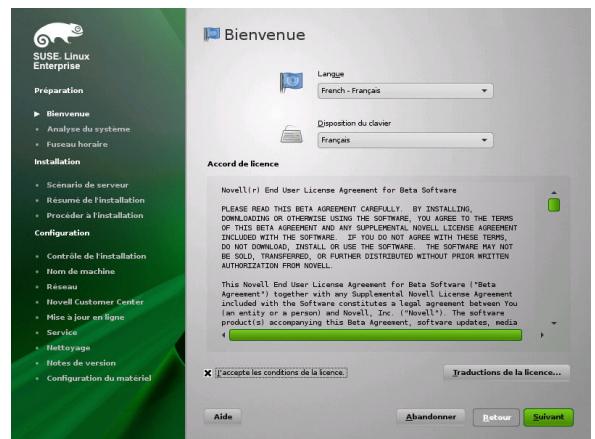 SUSE. Linux
Enterprise
Préparation
Bienvenue
Analyse du système
Fuseau horaire
Installation
Scénario de serveur
Résumé de l'installation
Procéder à l'installation
Configuration
Contrôle de l'installation
Nom de machine
Réseau
Novell Customer Center
Mise à jour en ligne
Service
Nettoyage
Notes de version
Configuration du matériel
Bienvenue
Langue
French - Français
Disposition du clavier
Français
Accord de licence
Novell(r) End User License Agreement for Beta Software
PLEASE READ THIS BETA AGREEMENT CAREFULLY. BY INSTALLING,
DOWNLOADING OR OTHERWISE USING THE SOFTWARE, YOU AGREE TO THE TERMS
OF THIS BETA AGREEMENT AND ANY SUPPLEMENTAL NOVELL LICENSE AGREEMENT
INCLUDED WITH THE SOFTWARE. IF YOU DO NOT AGREE WITH THESE TERMS,
DO NOT DOWNLOAD, INSTALL OR USE THE SOFTWARE. THE SOFTWARE MAY NOT
BE SOLD, TRANSFERRED, OR FURTHER DISTRIBUTED WITHOUT PRIOR WRITTEN
AUTHORIZATION FROM NOVELL.
This Novell End User License Agreement for Beta Software ("Beta
Agreement") together with any Supplemental Novell License Agreement
included with the Software constitutes a legal agreement between You
(an entity or a person) and Novell, Inc. ("Novell"). The software
product(s) accompanying this Beta Agreement, software updates, media
J'accepte les conditions de la licence.
Traductions de la licence...
Aide
Abandonner
Retour
Suivant